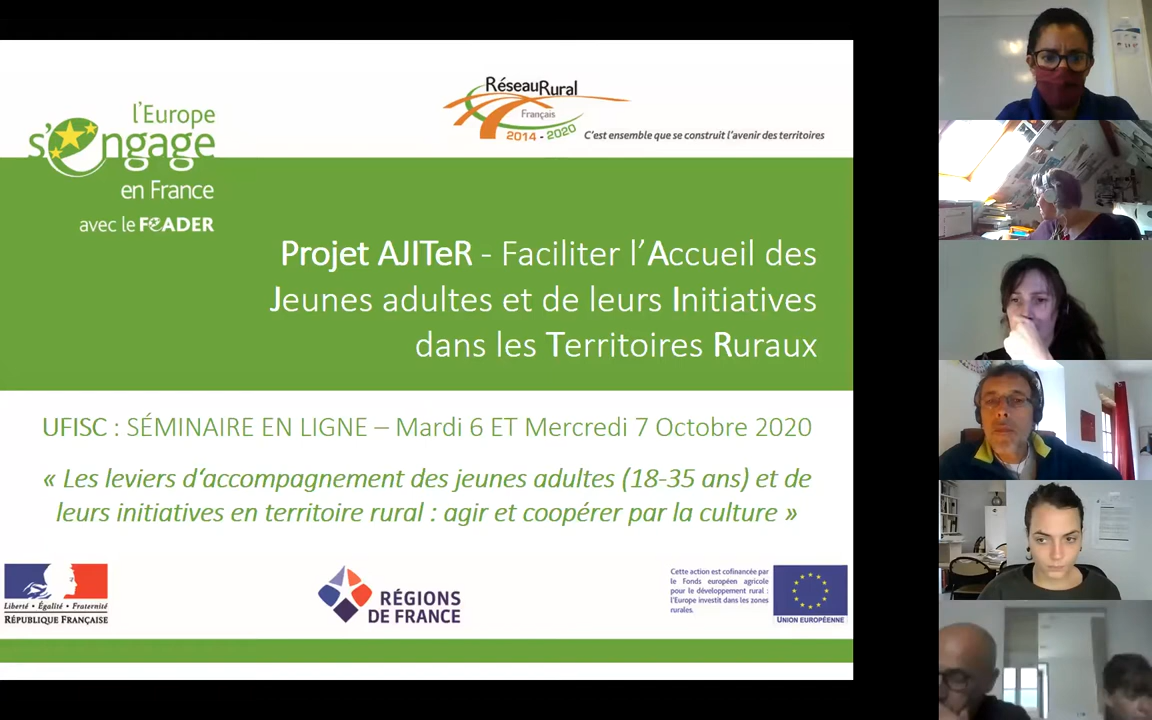 l'Europe
s'engage
en France
avec le FEADER
RéseauRural
Français
2014 - 2020
C'est ensemble que se construit l'avenir des territoires
Projet AJITeR - Faciliter l'Accueil des
Jeunes adultes et de leurs Initiatives
dans les Territoires Ruraux
UFISC : SÉMINAIRE EN LIGNE – Mardi 6 ET Mercredi 7 Octobre 2020
« Les leviers d'accompagnement des jeunes adultes (18-35 ans) et de
leurs initiatives en territoire rural : agir et coopérer par la culture »
Liberté • Égalité • Fraternité
RÉPUBLIQUE FRANÇAISE
RÉGIONS
DE FRANCE
Cette action est cofinancée par
le Fonds européen agricole
pour le développement rural :
l'Europe investit dans les zones
rurales.
UNION EUROPÉENNE